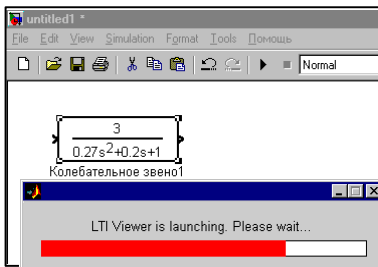 untitled1 *
File Edit View Simulation Format Tools Помощь
Normal
3
0.27s²+0.2s+1
Колебательное звено1
LTI Viewer is launching. Please wait...